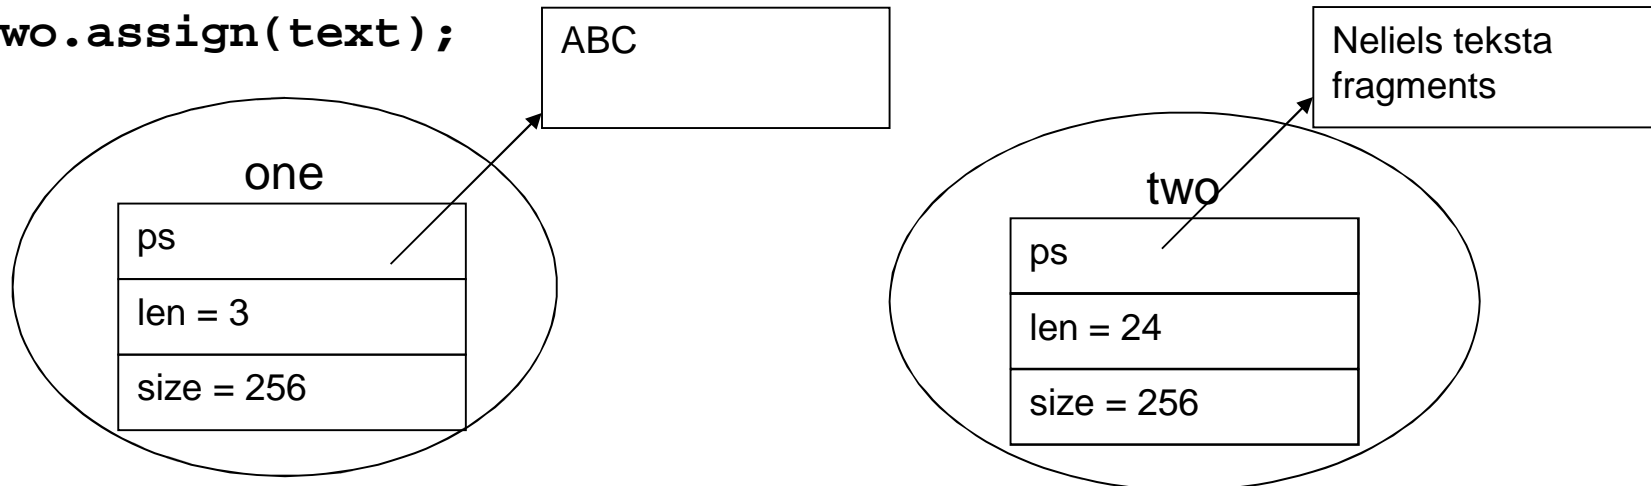 wo.assign(text);
ABC
Neliels teksta
fragments
one
ps
len = 3
size = 256
two
ps
len = 24
size = 256